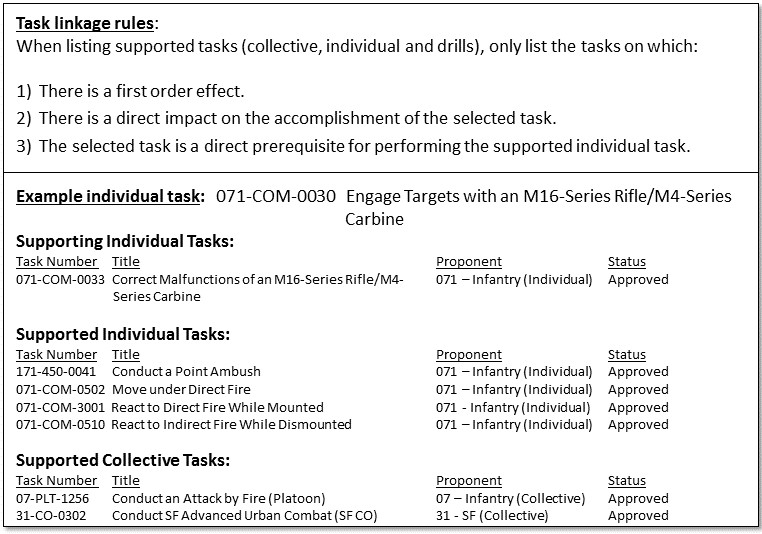 Task linkage rules:
When listing supported tasks (collective, individual and drills), only list the tasks on which:
1) There is a first order effect.
2) There is a direct impact on the accomplishment of the selected task.
3) The selected task is a direct prerequisite for performing the supported individual task.
Example individual task: 071-COM-0030 Engage Targets with an M16-Series Rifle/M4-Series
Carbine
Supporting Individual Tasks:
Task Number Title Proponent Status
071-COM-0033 Correct Malfunctions of an M16-Series Rifle/M4- 071 – Infantry (Individual) Approved
Series Carbine
Supported Individual Tasks:
Task Number Title Proponent Status
171-450-0041 Conduct a Point Ambush 071 – Infantry (Individual) Approved
071-COM-0502 Move under Direct Fire 071 – Infantry (Individual) Approved
071-COM-3001 React to Direct Fire While Mounted 071 - Infantry (Individual) Approved
071-COM-0510 React to Indirect Fire While Dismounted 071 – Infantry (Individual) Approved
Supported Collective Tasks:
Task Number Title Proponent Status
07-PLT-1256 Conduct an Attack by Fire (Platoon) 07 – Infantry (Collective) Approved
31-CO-0302 Conduct SF Advanced Urban Combat (SF CO) 31 - SF (Collective) Approved